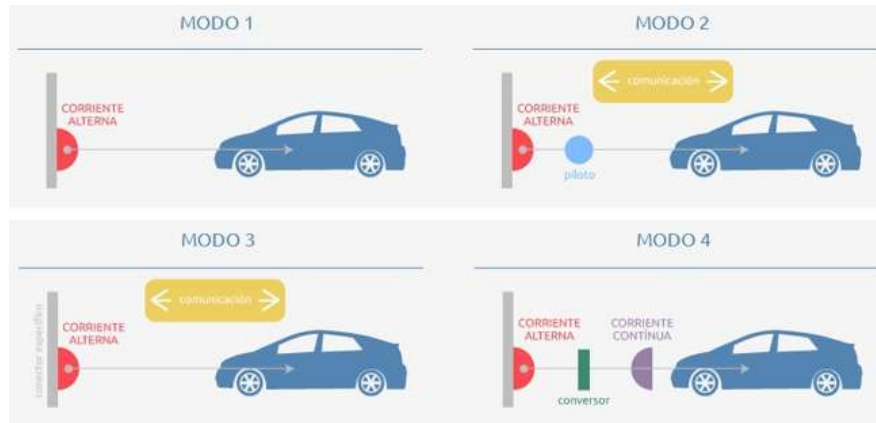 MODO 1
CORRIENTE
ALTERNA
MODO 2
comunicación
CORRIENTE
ALTERNA
piloto
MODO 3
comunicación
conector específico
CORRIENTE
ALTERNA
MODO 4
CORRIENTE
ALTERNA
CORRIENTE
CONTÍNUA
conversor